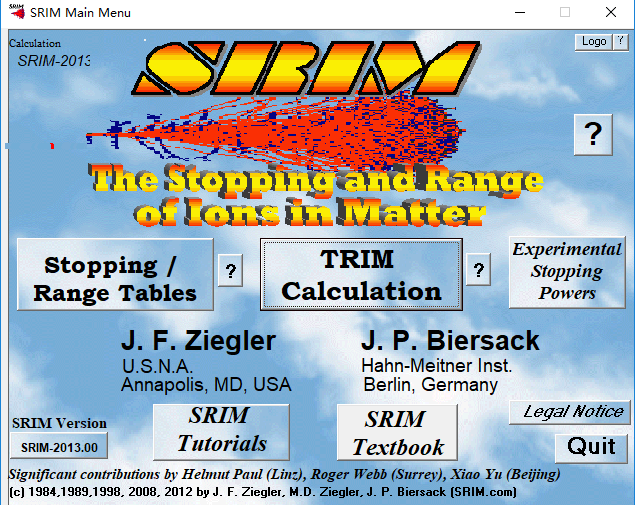 SRIM Main Menu
Calculation
SRIM-2013
Logo ?
SRIM
?
The Stopping and Range
of Ions in Matter
Stopping /
Range Tables
?
TRIM
Calculation
?
Experimental
Stopping
Powers
J. F. Ziegler
U.S.N.A.
Annapolis, MD, USA
J. P. Biersack
Hahn-Meitner Inst.
Berlin, Germany
SRIM Version
SRIM-2013.00
SRIM
Tutorials
SRIM
Textbook
Legal Notice
Quit
Significant contributions by Helmut Paul (Linz), Roger Webb (Surrey), Xiao Yu (Beijing)
(c) 1984,1989,1998, 2008, 2012 by J. F. Ziegler, M.D. Ziegler, J. P. Biersack (SRIM.com)